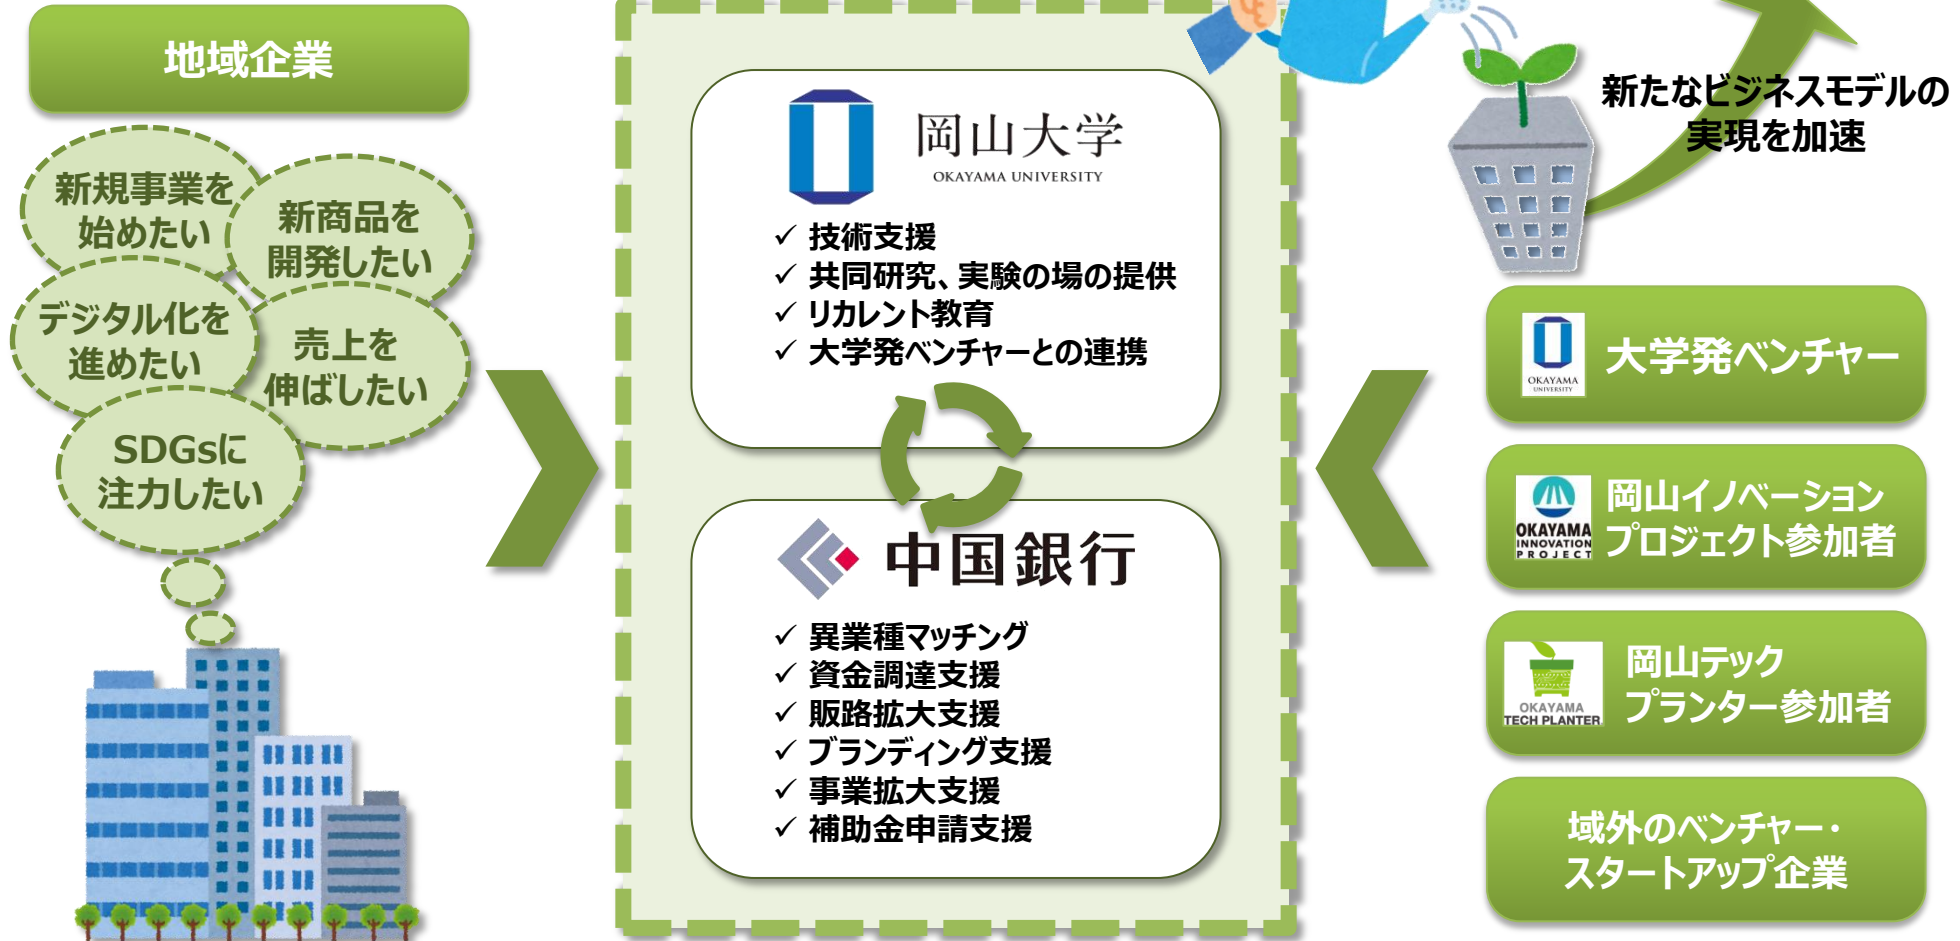 地域企業
新規事業を
始めたい
新商品を
開発したい
デジタル化を
進めたい
売上を
伸ばしたい
SDGsに
注力したい
岡山大学
OKAYAMA UNIVERSITY
✓ 技術支援
✓ 共同研究、実験の場の提供
✓ リカレント教育
✓ 大学発ベンチャーとの連携
中国銀行
✓ 異業種マッチング
✓ 資金調達支援
✓ 販路拡大支援
✓ ブランディング支援
✓ 事業拡大支援
✓ 補助金申請支援
新たなビジネスモデルの
実現を加速
OKAYAMA
UNIVERSITY
大学発ベンチャー
OKAYAMA
INNOVATION
PROJECT
岡山イノベーション
プロジェクト参加者
OKAYAMA
TECH PLANTER
岡山テック
プランター参加者
域外のベンチャー・
スタートアップ企業